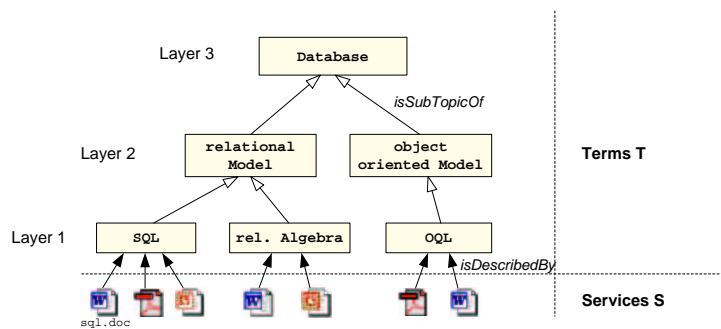 Layer 3
Database
isSubTopicOf
Layer 2
relational
Model
object
oriented Model
Terms T
Layer 1
SQL
rel. Algebra
OQL
isDescribedBy
W
W
W
Services S
sql.doc